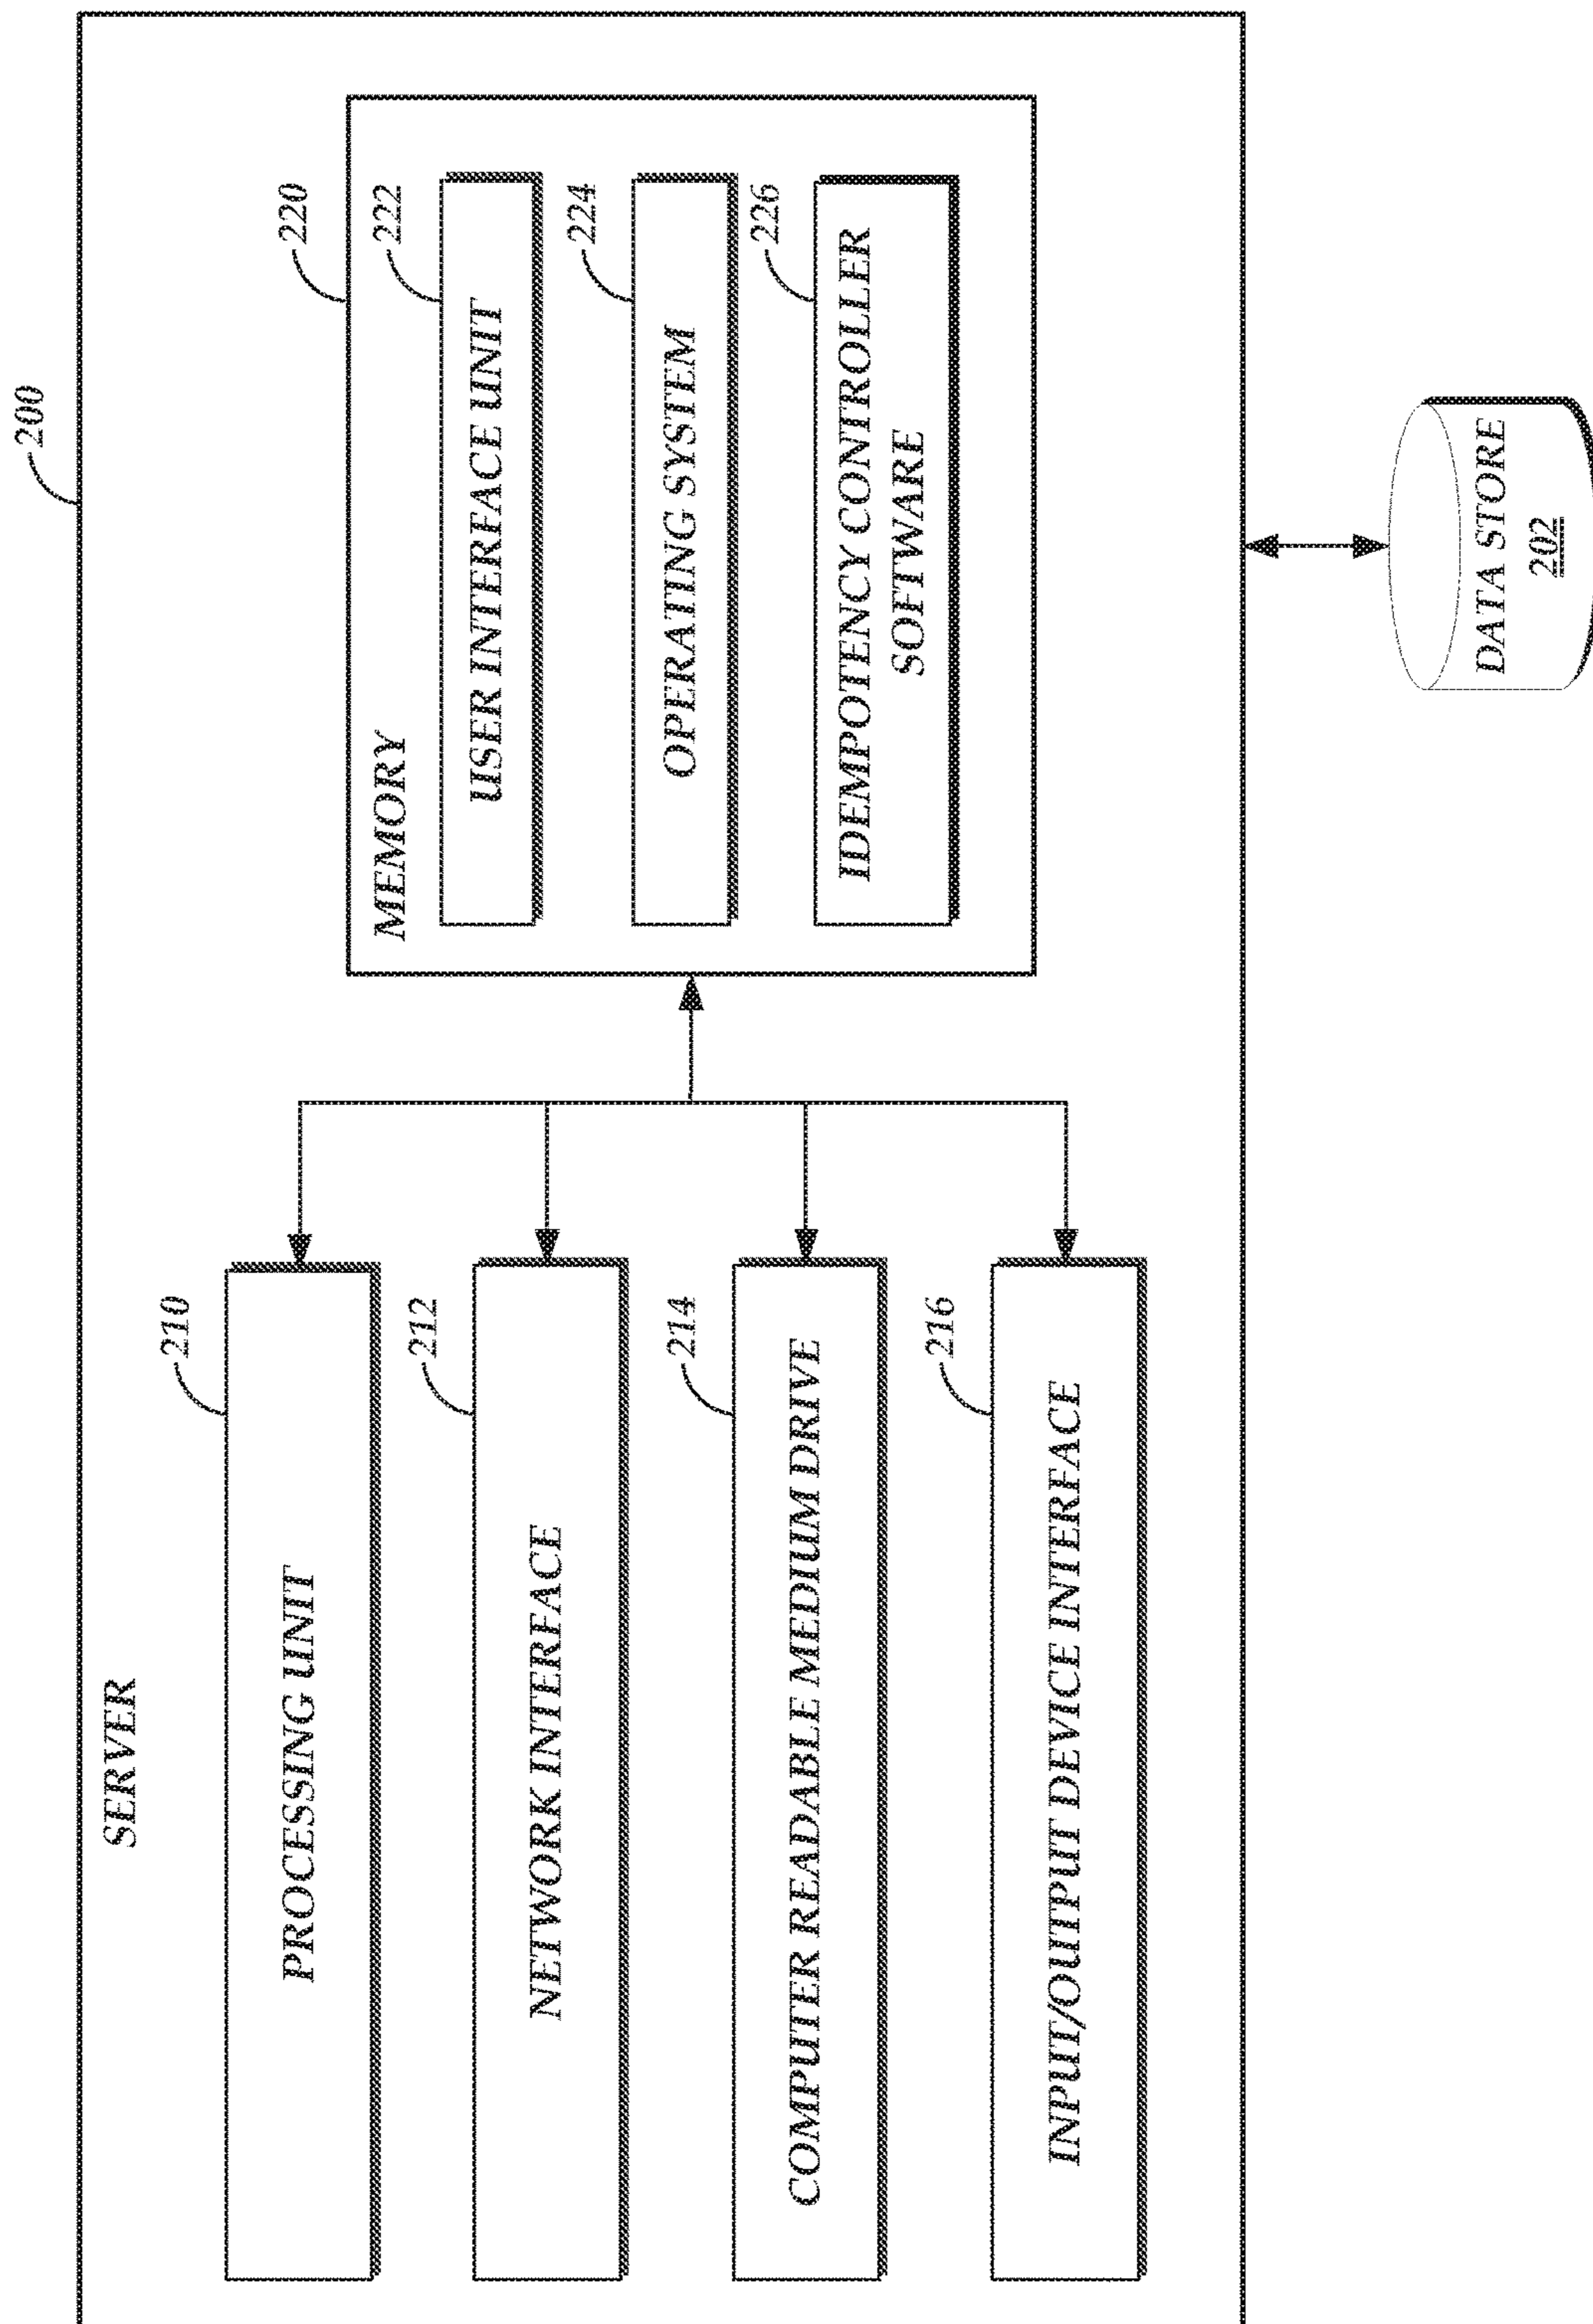 200
SERVER
210
PROCESSING UNIT
212
NETWORK INTERFACE
214
COMPUTER READABLE MEDIUM DRIVE
216
INPUT/OUTPUT DEVICE INTERFACE
220
MEMORY
222
USER INTERFACE UNIT
224
OPERATING SYSTEM
226
IDEMPOTENCY CONTROLLER
SOFTWARE
DATA STORE
202